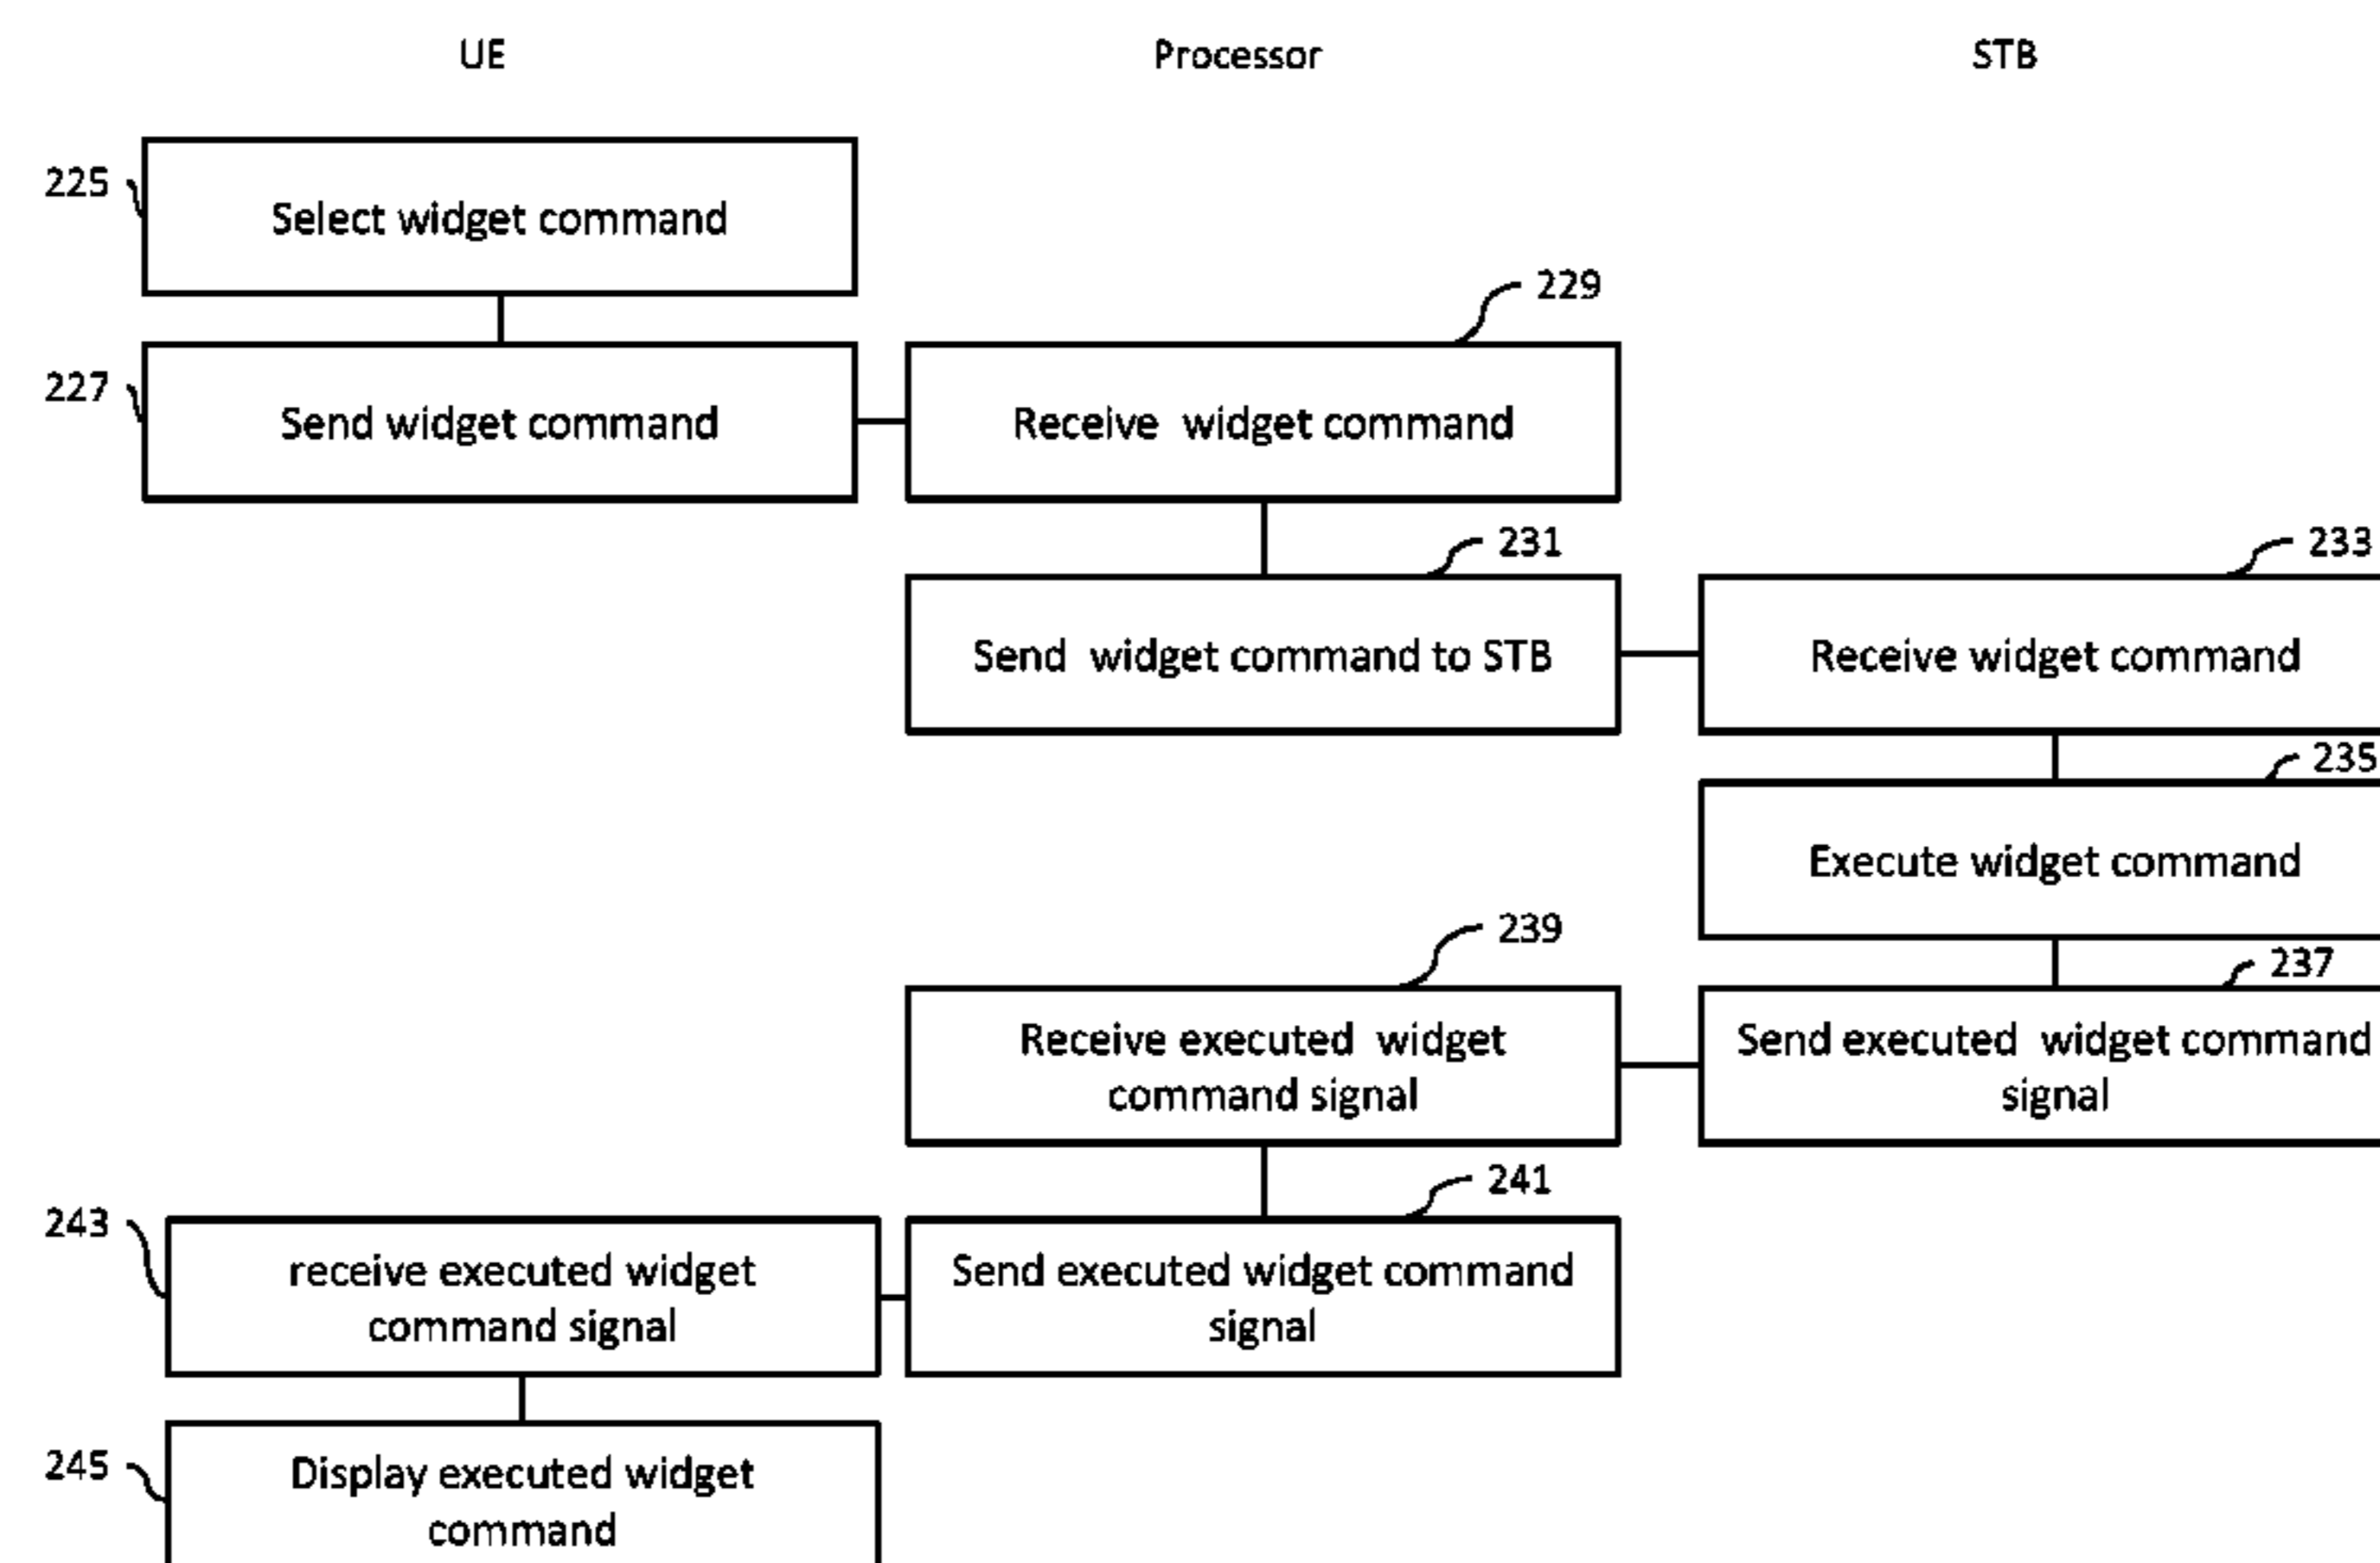 UE
Processor
STB
225
Select widget command
229
227
Send widget command
Receive widget command
231
233
Send widget command to STB
Receive widget command
235
Execute widget command
239
237
Receive executed widget
command signal
Send executed widget command
signal
241
243
receive executed widget
command signal
Send executed widget command
signal
245
Display executed widget
command